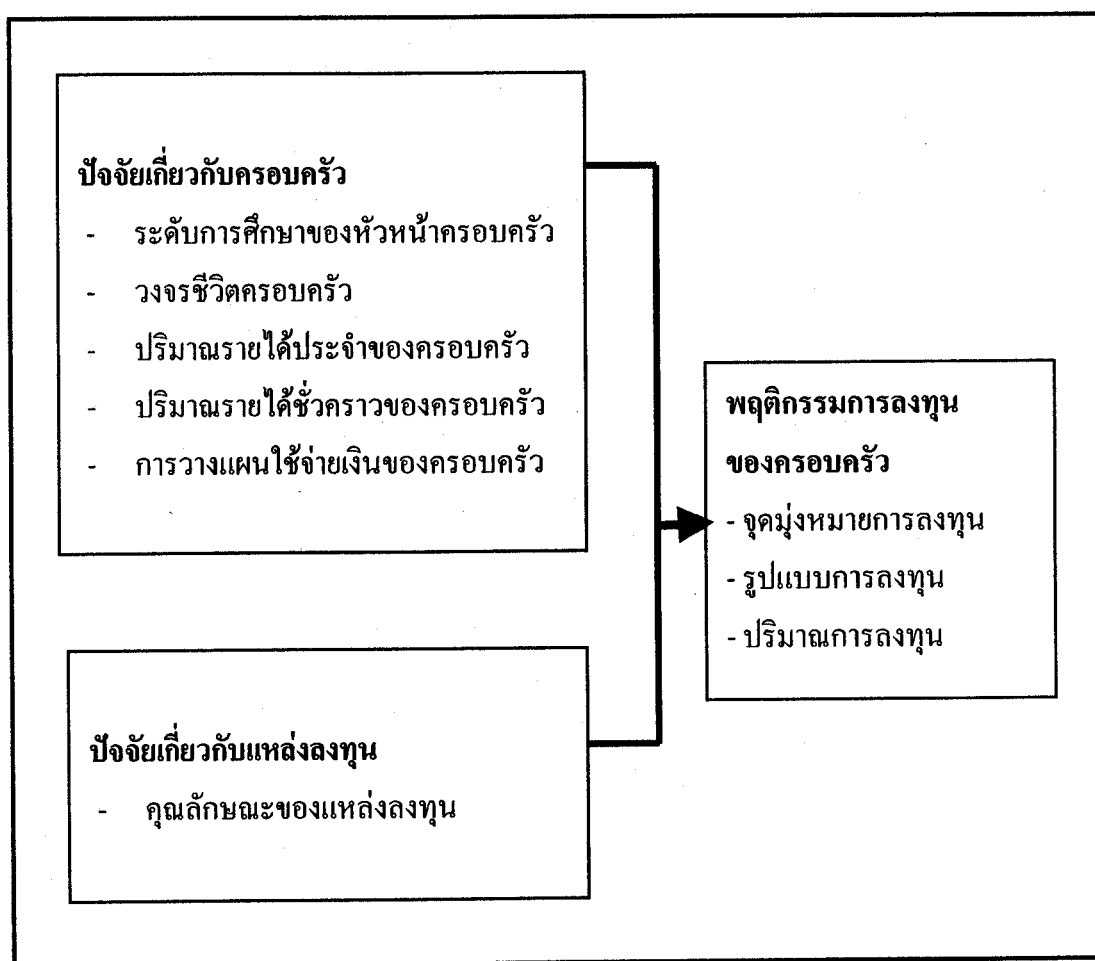 ปัจจัยเกี่ยวกับครอบครัว
- ระดับการศึกษาของหัวหน้าครอบครัว
- วงจรชีวิตครอบครัว
- ปริมาณรายได้ประจำของครอบครัว
- ปริมาณรายได้ชั่วคราวของครอบครัว
- การวางแผนใช้จ่ายเงินของครอบครัว
ปัจจัยเกี่ยวกับแหล่งลงทุน
- คุณลักษณะของแหล่งลงทุน
พฤติกรรมการลงทุน
ของครอบครัว
- จุดมุ่งหมายการลงทุน
- รูปแบบการลงทุน
- ปริมาณการลงทุน